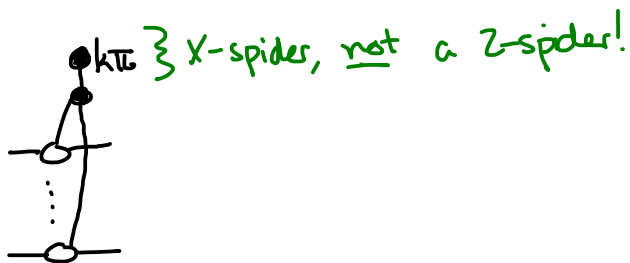 kπ } X-spider, not a Z-spider!